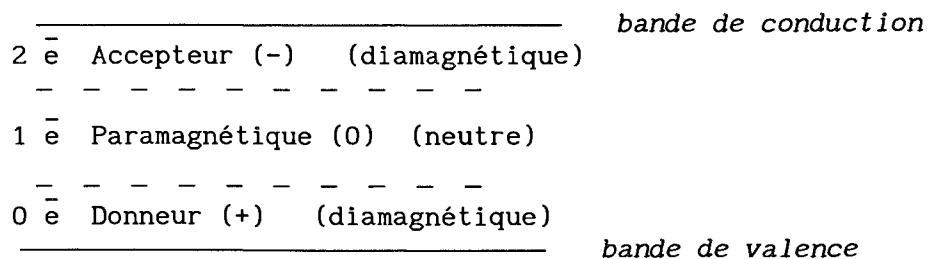 bande de conduction
2 ē Accepteur (-) (diamagnétique)
1 ē Paramagnétique (0) (neutre)
0 ē Donneur (+) (diamagnétique)
bande de valence